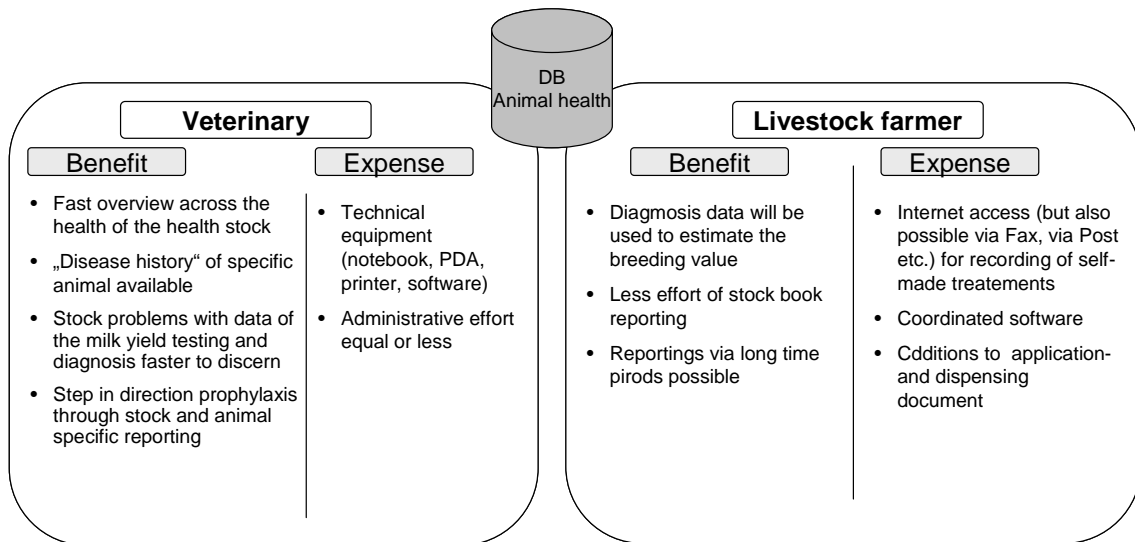 DB
Animal health
Veterinary
Benefit
• Fast overview across the
health of the health stock
• „Disease history“ of specific
animal available
• Stock problems with data of
the milk yield testing and
diagnosis faster to discern
• Step in direction prophylaxis
through stock and animal
specific reporting
Expense
• Technical
equipment
(notebook, PDA,
printer, software)
• Administrative effort
equal or less
Livestock farmer
Benefit
• Diagnosis data will be
used to estimate the
breeding value
• Less effort of stock book
reporting
• Reportings via long time
pirods possible
Expense
• Internet access (but also
possible via Fax, via Post
etc.) for recording of self-
made treatements
• Coordinated software
• Cdditions to application-
and dispensing
document